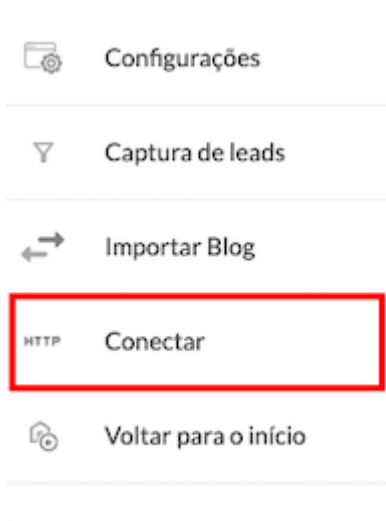 Configurações
Captura de leads
Importar Blog
HTTP Conectar
Voltar para o início